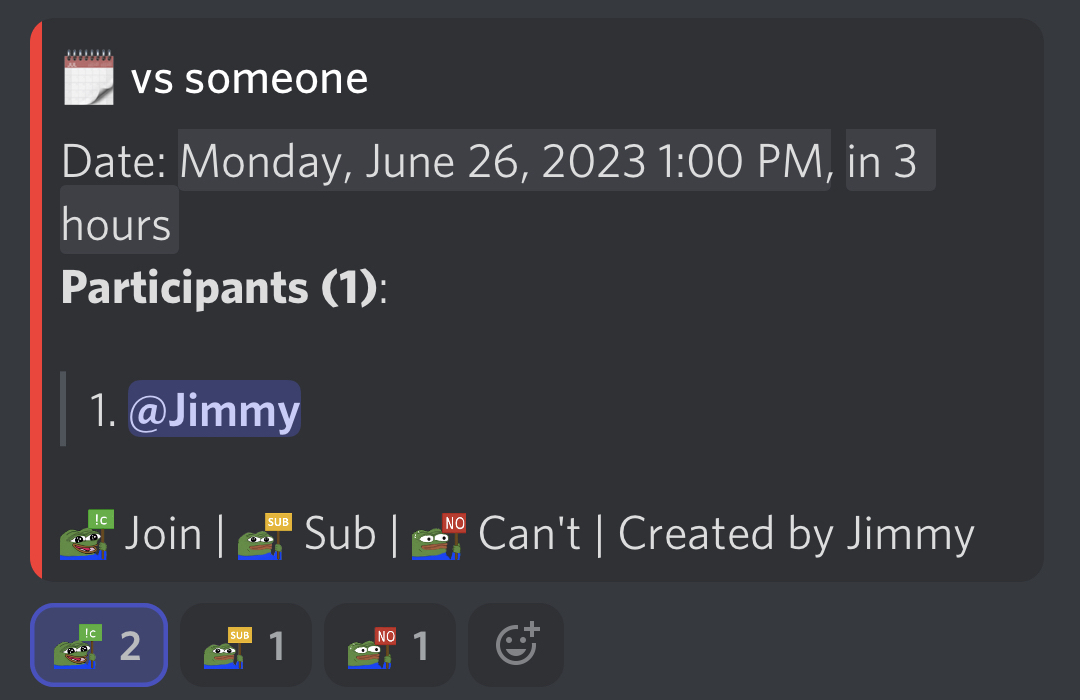 vs someone
Date: Monday, June 26, 2023 1:00 PM, in 3
hours
Participants (1):
1. @Jimmy
!c Join | SUB Sub | NO Can't | Created by Jimmy
!c 2 SUB 1 NO 1